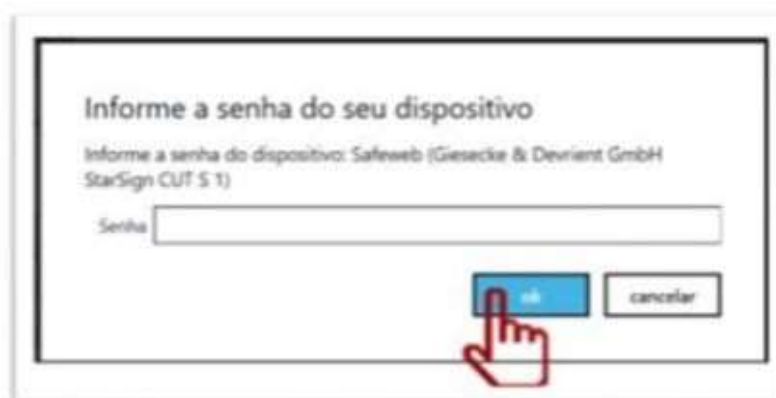 Informe a senha do seu dispositivo
Informe a senha do dispositivo: Safeweb (Giesecke & Devrient GmbH
StarSign CUT S 1)
Senha
ok
cancelar